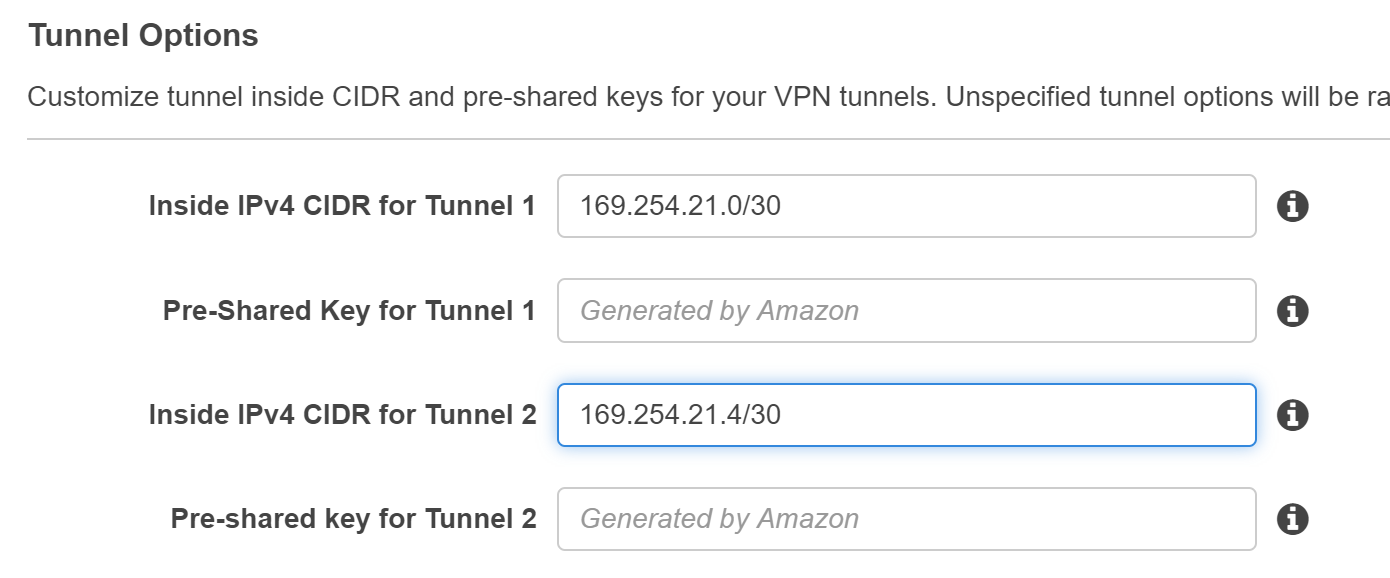 Tunnel Options
Customize tunnel inside CIDR and pre-shared keys for your VPN tunnels. Unspecified tunnel options will be ra
Inside IPv4 CIDR for Tunnel 1 169.254.21.0/30
Pre-Shared Key for Tunnel 1 Generated by Amazon
Inside IPv4 CIDR for Tunnel 2 169.254.21.4/30
Pre-shared key for Tunnel 2 Generated by Amazon